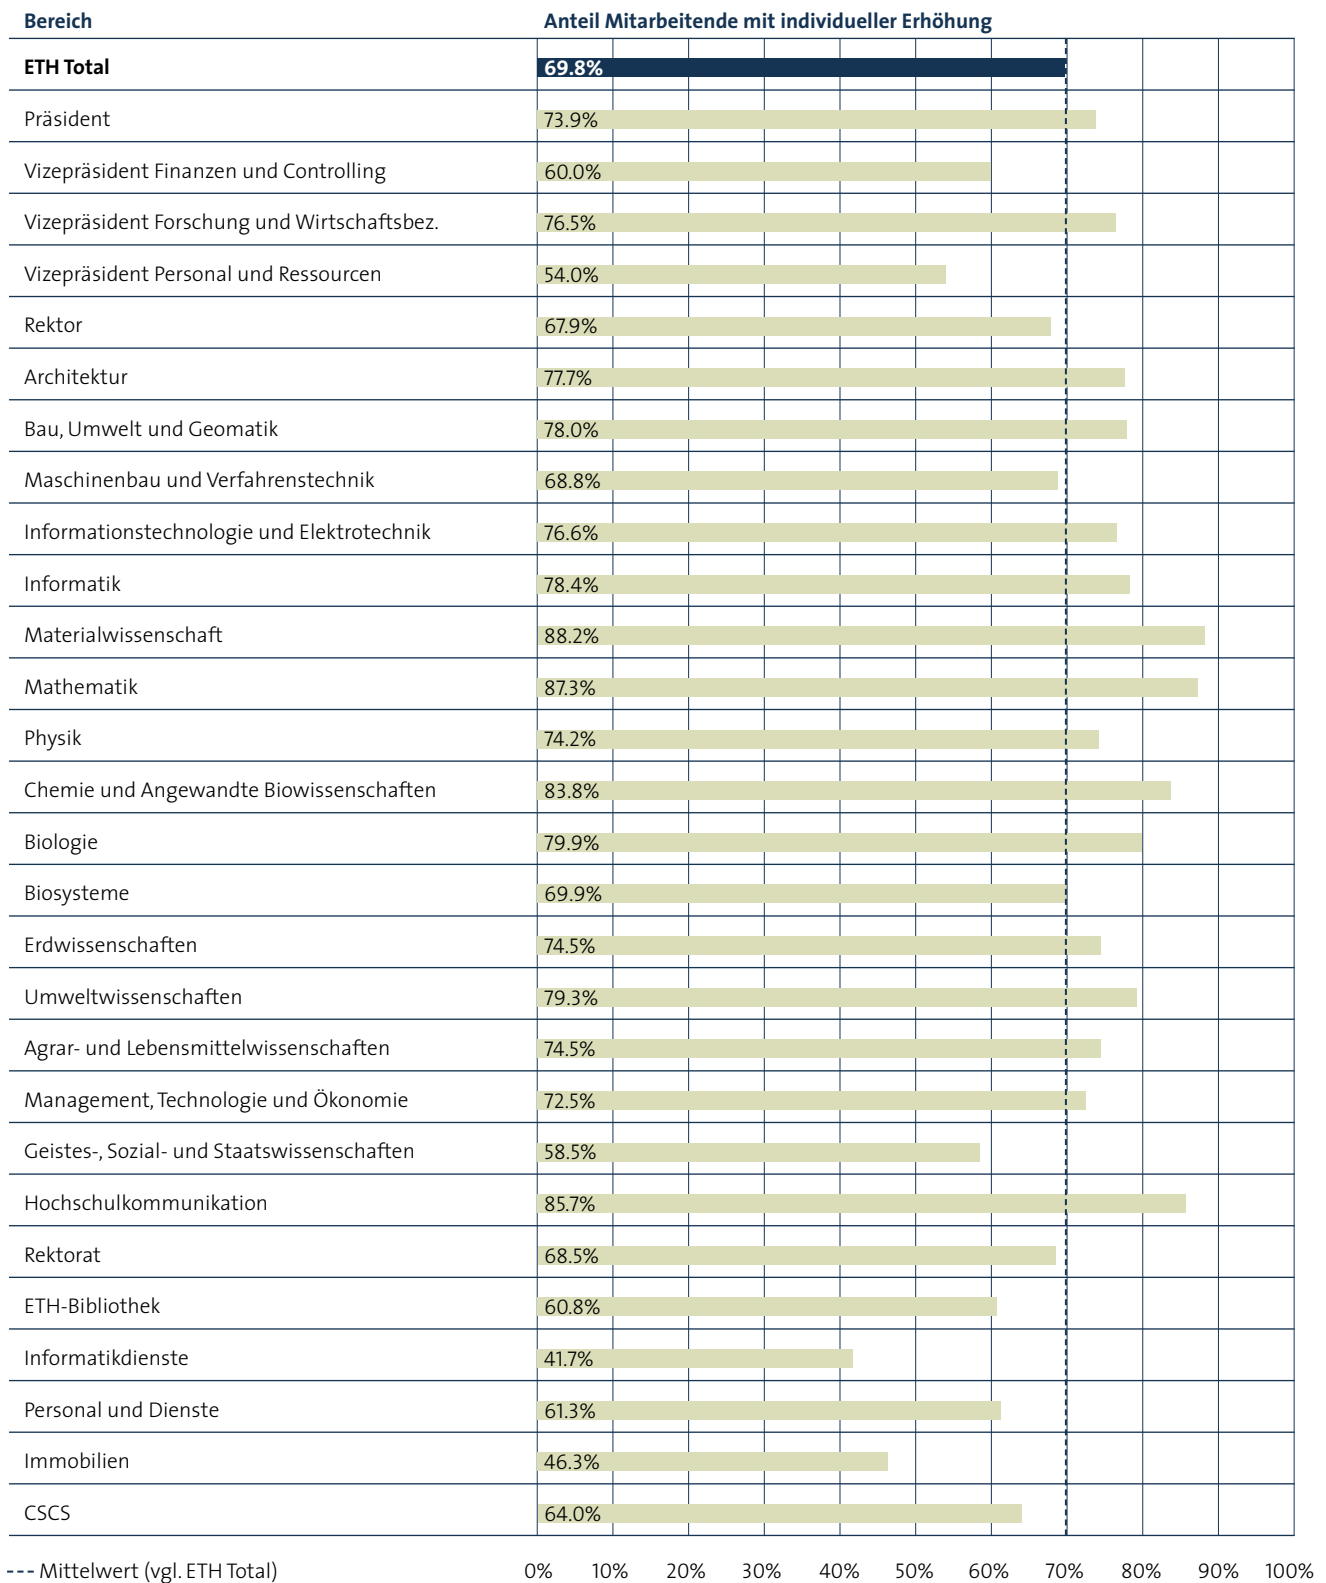 Bereich Anteil Mitarbeitende mit individueller Erhöhung
ETH Total 69.8%
Präsident 73.9%
Vizepräsident Finanzen und Controlling 60.0%
Vizepräsident Forschung und Wirtschaftsbez. 76.5%
Vizepräsident Personal und Ressourcen 54.0%
Rektor 67.9%
Architektur 77.7%
Bau, Umwelt und Geomatik 78.0%
Maschinenbau und Verfahrenstechnik 68.8%
Informationstechnologie und Elektrotechnik 76.6%
Informatik 78.4%
Materialwissenschaft 88.2%
Mathematik 87.3%
Physik 74.2%
Chemie und Angewandte Biowissenschaften 83.8%
Biologie 79.9%
Biosysteme 69.9%
Erdwissenschaften 74.5%
Umweltwissenschaften 79.3%
Agrar- und Lebensmittelwissenschaften 74.5%
Management, Technologie und Ökonomie 72.5%
Geistes-, Sozial- und Staatswissenschaften 58.5%
Hochschulkommunikation 85.7%
Rektorat 68.5%
ETH-Bibliothek 60.8%
Informatikdienste 41.7%
Personal und Dienste 61.3%
Immobilien 46.3%
CSCS 64.0%
--- Mittelwert (vgl. ETH Total) 0% 10% 20% 30% 40% 50% 60% 70% 80% 90% 100%